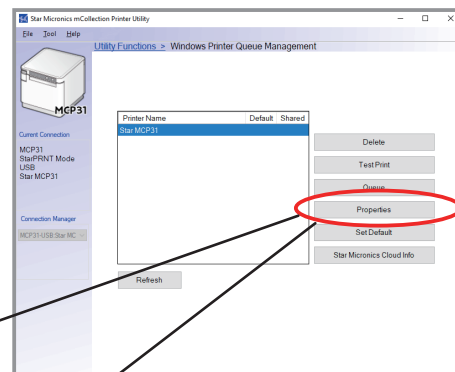 Star Micronics mCollection Printer Utility
File Tool Help
Utility Functions > Windows Printer Queue Management
MCP31
Printer Name Default Shared
Star MCP31
Current Connection
MCP31
StarPRNT Mode
USB
Star MCP31
Connection Manager
MCP31-USB:Star MC
Delete
Test Print
Queue
Properties
Set Default
Star Micronics Cloud Info
Refresh